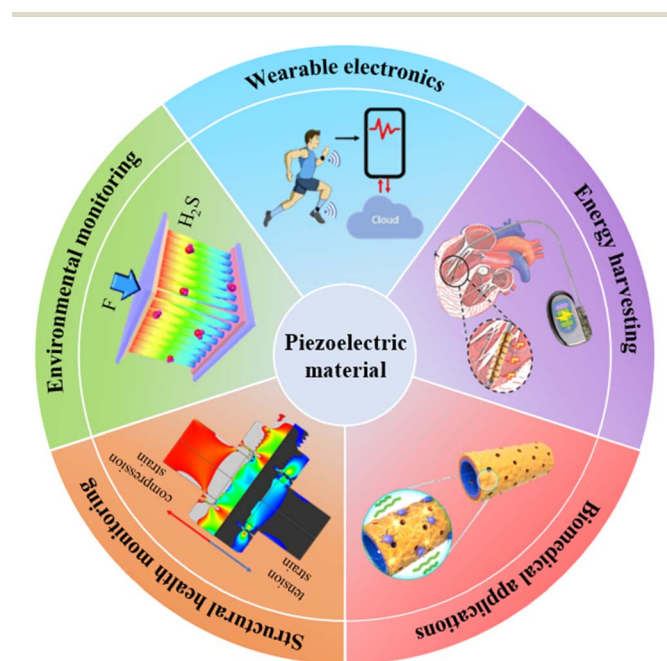 Wearable electronics
Cloud
Energy harvesting
Piezoelectric
material
Biomedical applications
Structural health monitoring
compression
strain
tension
strain
Environmental monitoring
H₂S
F